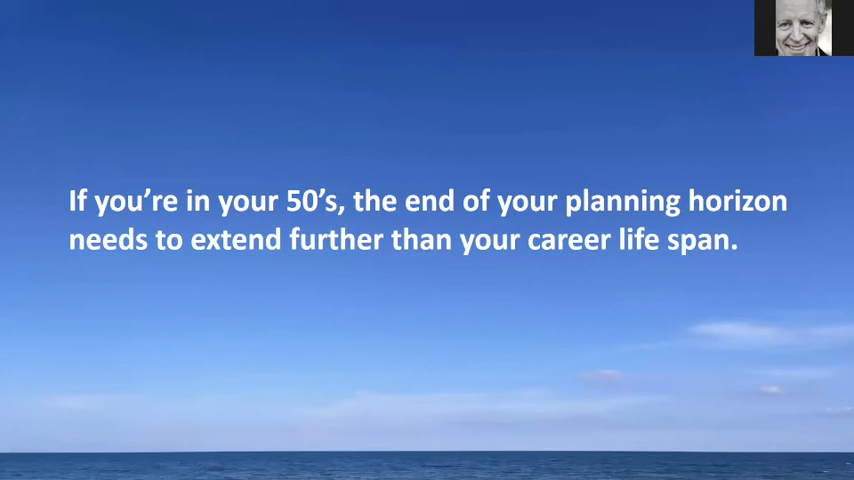 If you’re in your 50’s, the end of your planning horizon
needs to extend further than your career life span.